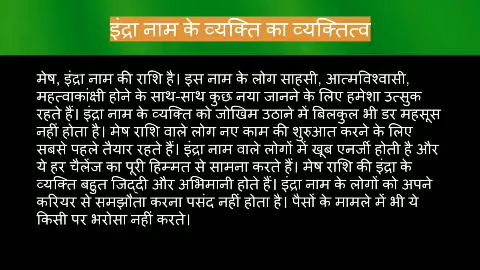 इंद्रा नाम के व्यक्ति का व्यक्तित्व
मेष, इंद्रा नाम की राशि है। इस नाम के लोग साहसी, आत्मविश्वासी,
महत्वाकांक्षी होने के साथ-साथ कुछ नया जानने के लिए हमेशा उत्सुक
रहते हैं। इंद्रा नाम के व्यक्ति को जोखिम उठाने में बिलकुल भी डर महसूस
नहीं होता है। मेष राशि वाले लोग नए काम की शुरुआत करने के लिए
सबसे पहले तैयार रहते हैं। इंद्रा नाम वाले लोगों में खूब एनर्जी होती है और
ये हर चैलेंज का पूरी हिम्मत से सामना करते हैं। मेष राशि की इंद्रा के
व्यक्ति बहुत जिद्दी और अभिमानी होते हैं। इंद्रा नाम के लोगों को अपने
करियर से समझौता करना पसंद नहीं होता है। पैसों के मामले में भी ये
किसी पर भरोसा नहीं करते।